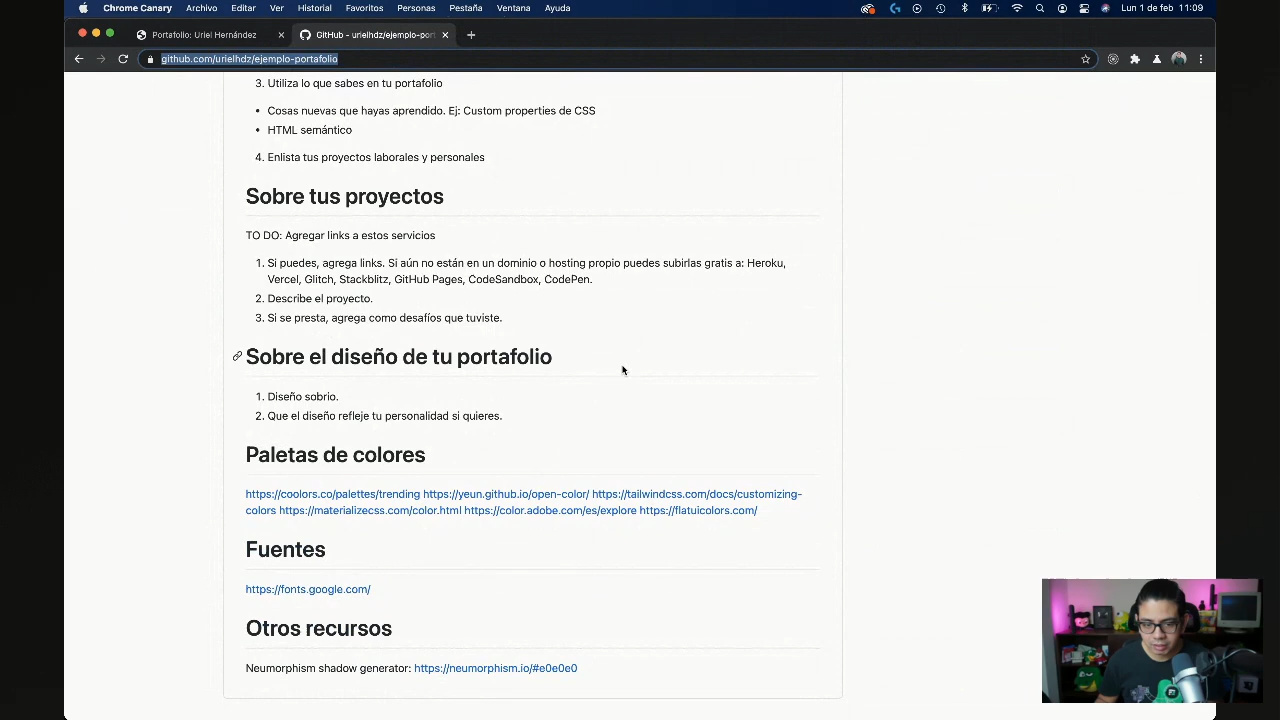 Chrome Canary Archivo Editar Ver Historial Favoritos Personas Pestaña Ventana Ayuda Lun 1 de feb 11:09
Portafolio: Uriel Hernández GitHub - urielhdz/ejemplo-port
github.com/urielhdz/ejemplo-portafolio
3. Utiliza lo que sabes en tu portafolio
• Cosas nuevas que hayas aprendido. Ej: Custom properties de CSS
• HTML semántico
4. Enlista tus proyectos laborales y personales
Sobre tus proyectos
TO DO: Agregar links a estos servicios
1. Si puedes, agrega links. Si aún no están en un dominio o hosting propio puedes subirlas gratis a: Heroku,
Vercel, Glitch, Stackblitz, GitHub Pages, CodeSandbox, CodePen.
2. Describe el proyecto.
3. Si se presta, agrega como desafíos que tuviste.
Sobre el diseño de tu portafolio
1. Diseño sobrio.
2. Que el diseño refleje tu personalidad si quieres.
Paletas de colores
https://coolors.co/palettes/trending https://yeun.github.io/open-color/ https://tailwindcss.com/docs/customizing-
colors https://materializecss.com/color.html https://color.adobe.com/es/explore https://flatuicolors.com/
Fuentes
https://fonts.google.com/
Otros recursos
Neumorphism shadow generator: https://neumorphism.io/#e0e0e0